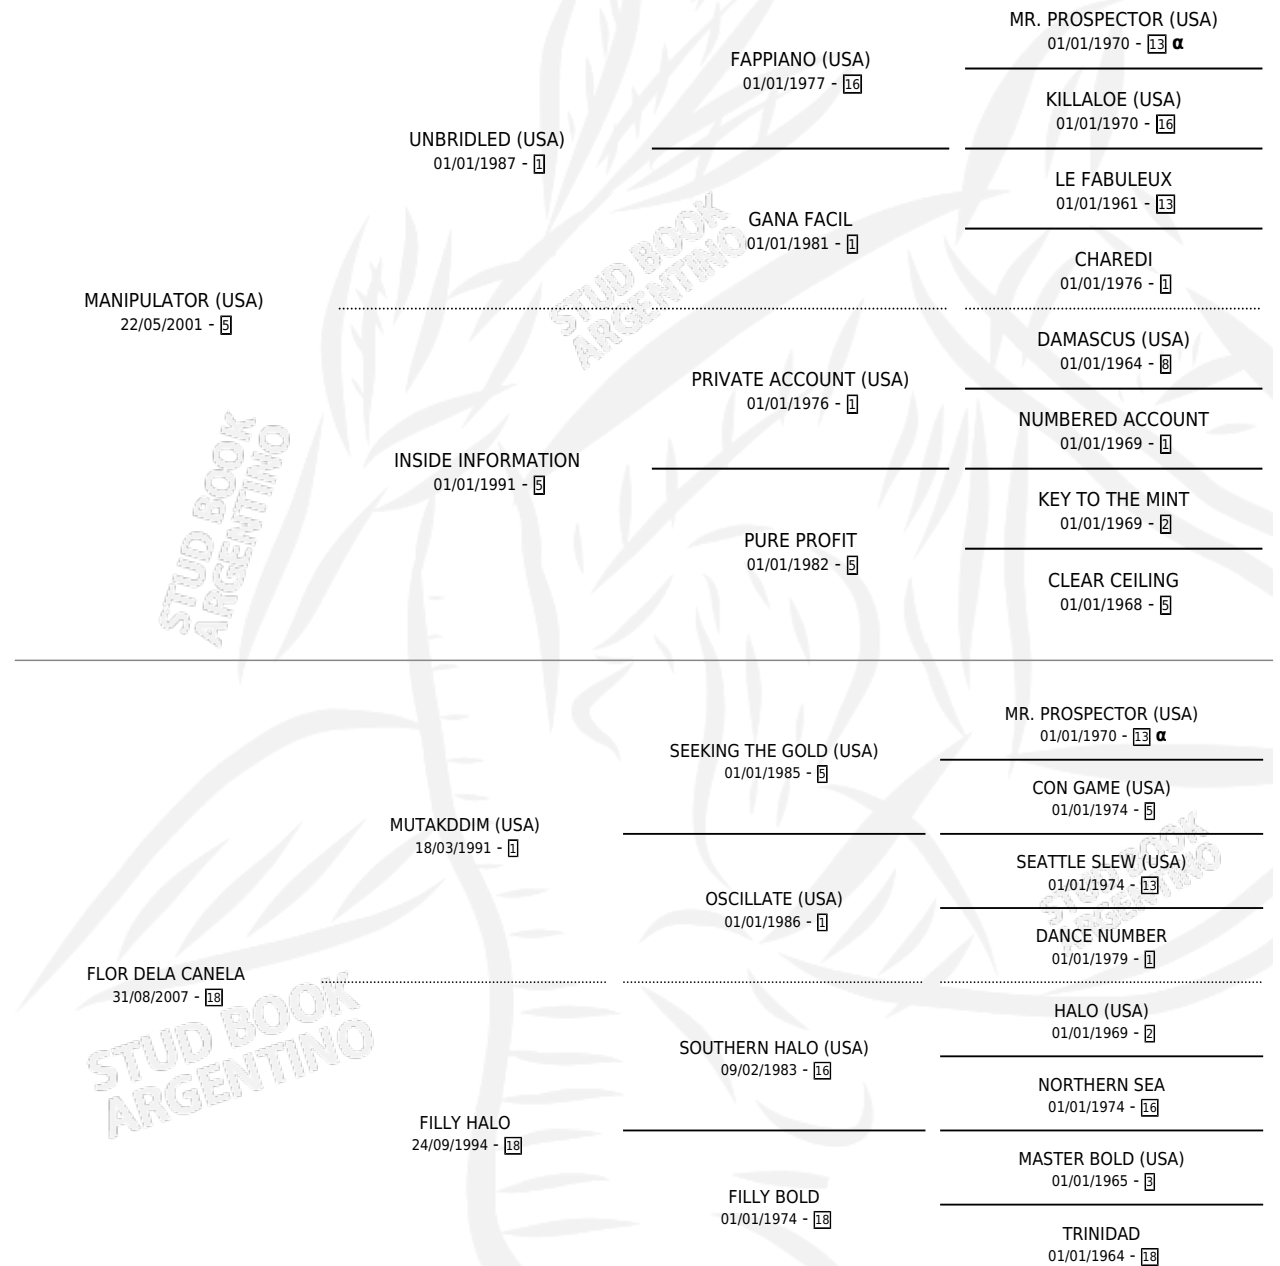 MR. PROSPECTOR (USA)
01/01/1970 - 13 α
FAPPIANO (USA)
01/01/1977 - 16
KILLALOE (USA)
01/01/1970 - 16
UNBRIDLED (USA)
01/01/1987 - 1
LE FABULEUX
01/01/1961 - 13
GANA FACIL
01/01/1981 - 1
CHAREDI
01/01/1976 - 1
MANIPULATOR (USA)
22/05/2001 - 5
DAMASCUS (USA)
01/01/1964 - 8
PRIVATE ACCOUNT (USA)
01/01/1976 - 1
NUMBERED ACCOUNT
01/01/1969 - 1
INSIDE INFORMATION
01/01/1991 - 5
KEY TO THE MINT
01/01/1969 - 2
PURE PROFIT
01/01/1982 - 5
CLEAR CEILING
01/01/1968 - 5
STUD BOOK
ARGENTINO
STUD BOOK
ARGENTINO
MR. PROSPECTOR (USA)
01/01/1970 - 13 α
SEEKING THE GOLD (USA)
01/01/1985 - 5
CON GAME (USA)
01/01/1974 - 5
MUTAKDDIM (USA)
18/03/1991 - 1
SEATTLE SLEW (USA)
01/01/1974 - 13
OSCILLATE (USA)
01/01/1986 - 1
DANCE NUMBER
01/01/1979 - 1
FLOR DELA CANELA
31/08/2007 - 18
HALO (USA)
01/01/1969 - 2
SOUTHERN HALO (USA)
09/02/1983 - 16
NORTHERN SEA
01/01/1974 - 16
FILLY HALO
24/09/1994 - 18
MASTER BOLD (USA)
01/01/1965 - 3
FILLY BOLD
01/01/1974 - 18
TRINIDAD
01/01/1964 - 18
STUD BOOK
ARGENTINO
STUD BOOK
ARGENTINO